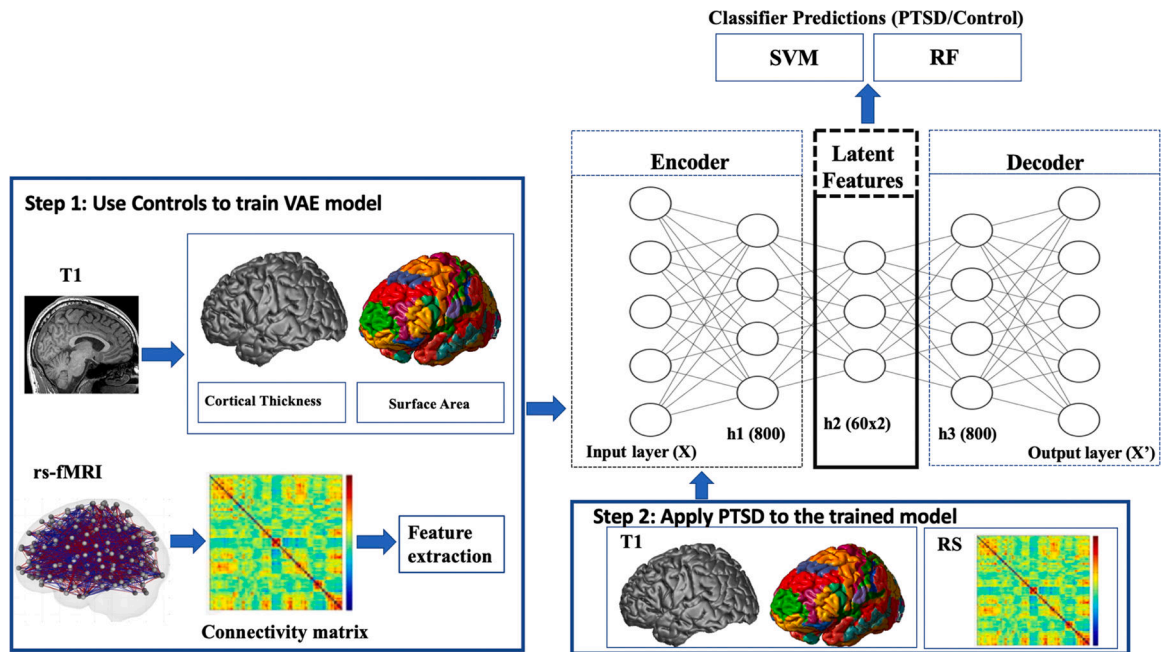 Classifier Predictions (PTSD/Control)
SVM
RF
Encoder
Latent
Features
Decoder
Step 1: Use Controls to train VAE model
T1
Cortical Thickness
Surface Area
rs-fMRI
Feature
extraction
Connectivity matrix
h1 (800)
h2 (60x2)
h3 (800)
Input layer (X)
Output layer (X’)
Step 2: Apply PTSD to the trained model
T1
RS